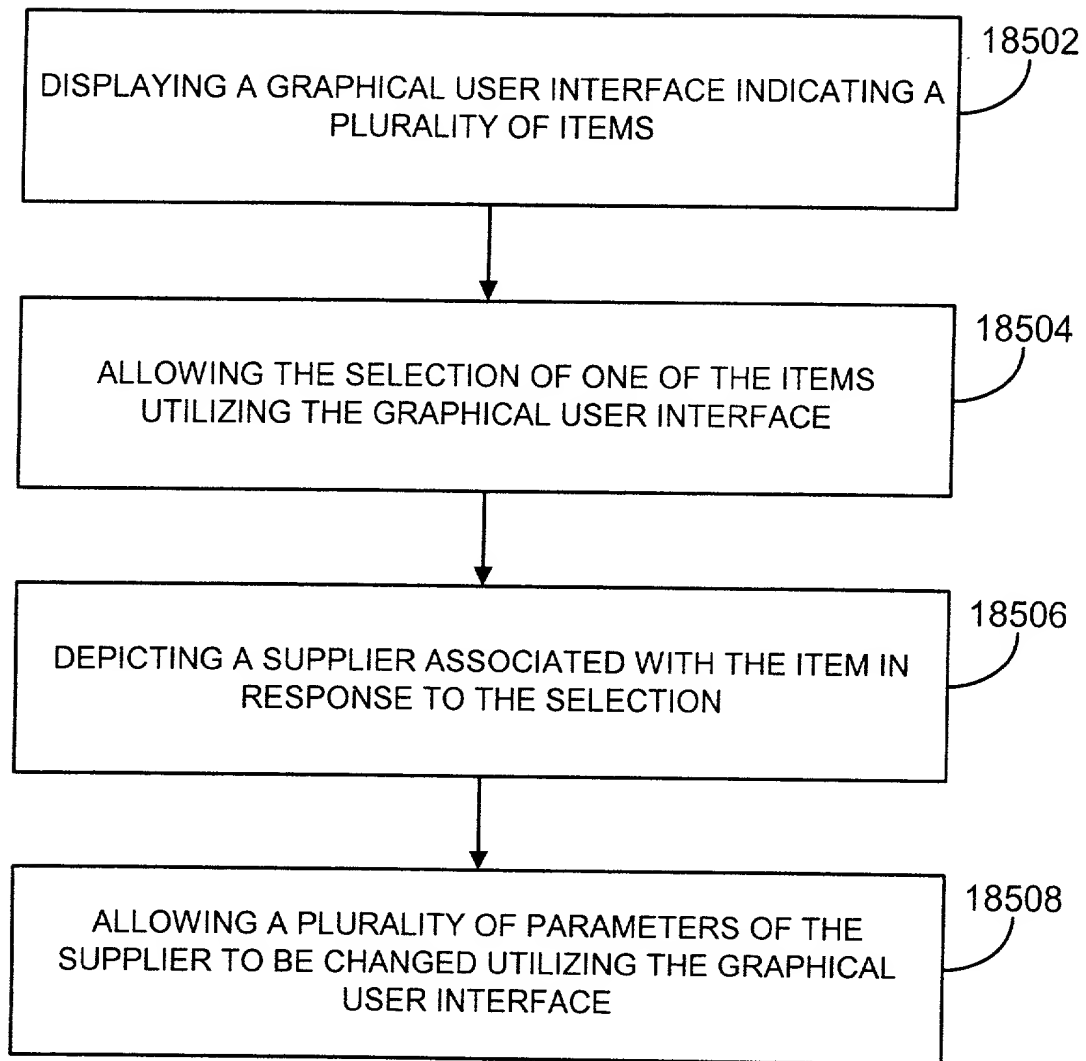 18502
DISPLAYING A GRAPHICAL USER INTERFACE INDICATING A
PLURALITY OF ITEMS
18504
ALLOWING THE SELECTION OF ONE OF THE ITEMS
UTILIZING THE GRAPHICAL USER INTERFACE
18506
DEPICTING A SUPPLIER ASSOCIATED WITH THE ITEM IN
RESPONSE TO THE SELECTION
18508
ALLOWING A PLURALITY OF PARAMETERS OF THE
SUPPLIER TO BE CHANGED UTILIZING THE GRAPHICAL
USER INTERFACE